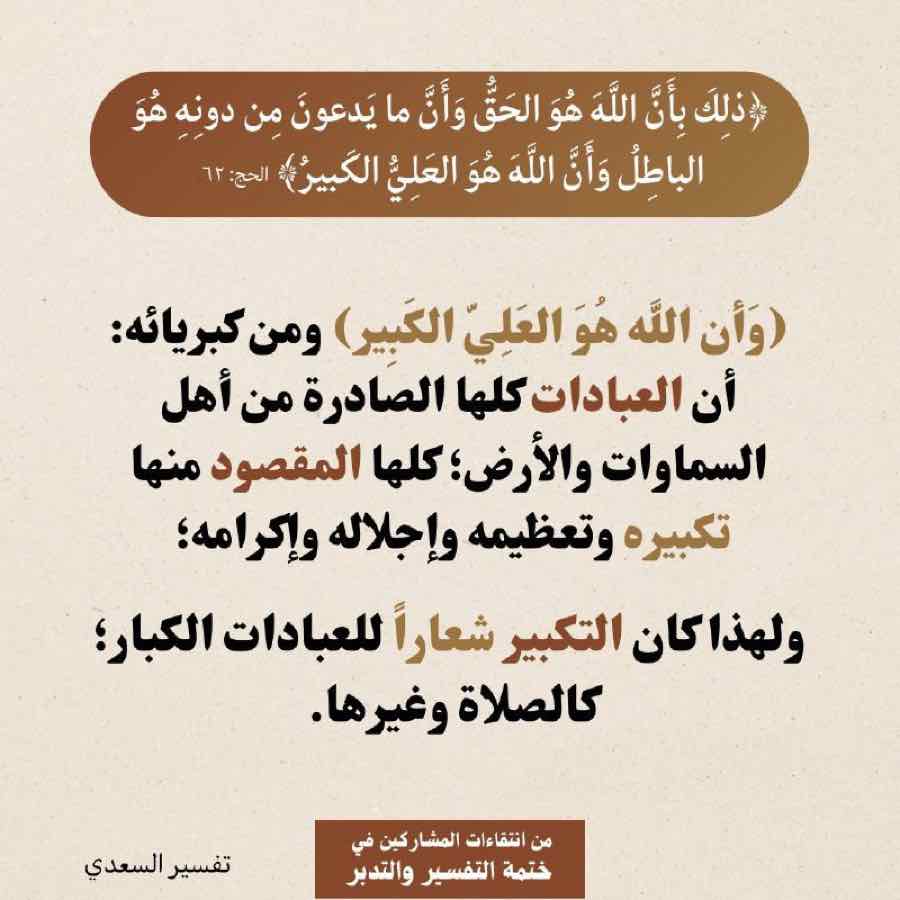 ﴿ذلِكَ بِأَنَّ اللَّهَ هُوَ الحَقُّ وَأَنَّ ما يَدعونَ مِن دونِهِ هُوَ
الباطِلُ وَأَنَّ اللَّهَ هُوَ العَلِيُّ الكَبيرُ﴾ الحج: ٦٢
(وَأن اللَّه هُوَ العَلِيّ الكَبِير) ومن كبريائه:
أن العبادات كلها الصادرة من أهل
السماوات والأرض؛ كلها المقصود منها
تكبيره وتعظيمه وإجلاله وإكرامه؛
ولهذا كان التكبير شعاراً للعبادات الكبار؛
كالصلاة وغيرها.
من انتقاءات المشاركين في
ختمة التفسير والتدبر
تفسير السعدي